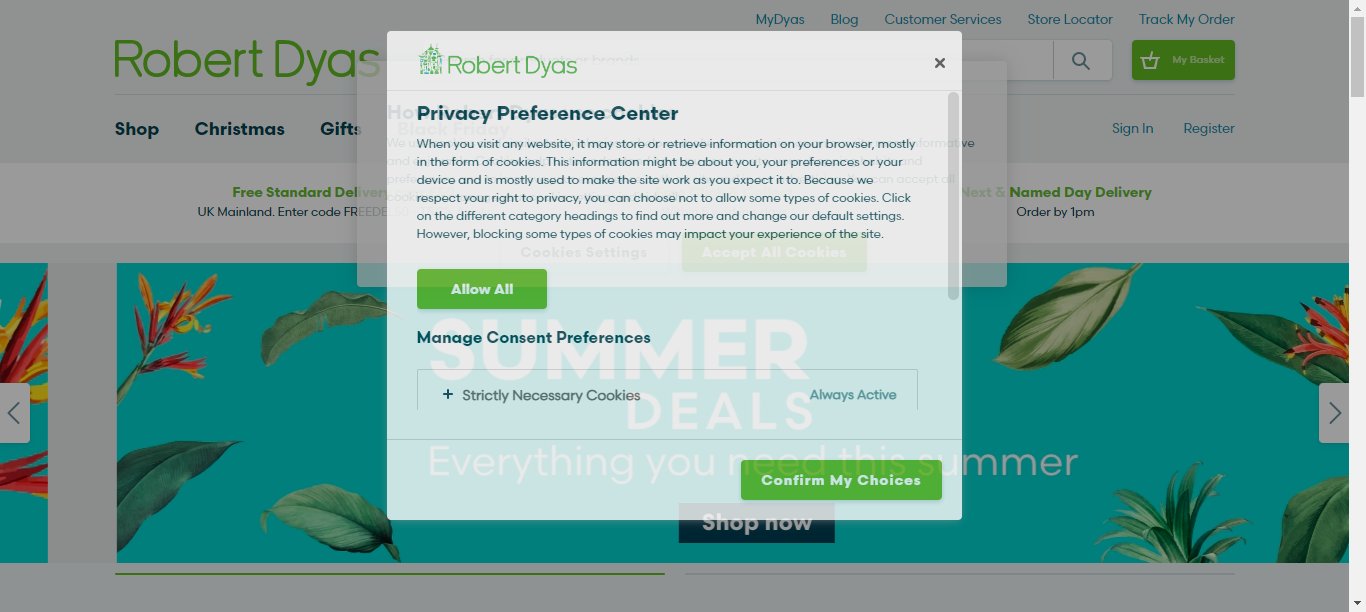 MyDyas Blog Customer Services Store Locator Track My Order
Robert Dyas
My Basket
Shop Christmas Gifts Black Friday
Sign In Register
Free Standard Delivery
UK Mainland. Enter code
Next & Named Day Delivery
Order by 1pm
Robert Dyas
Privacy Preference Center
When you visit any website, it may store or retrieve information on your browser, mostly
in the form of cookies. This information might be about you, your preferences or your
device and is mostly used to make the site work as you expect it to. Because we
respect your right to privacy, you can choose not to allow some types of cookies. Click
on the different category headings to find out more and change our default settings.
However, blocking some types of cookies may impact your experience of the site.
Cookies Settings Accept All Cookies
Allow All
Manage Consent Preferences
Strictly Necessary Cookies Always Active
Confirm My Choices
SUMMER
DEALS
Everything you need this summer
Shop now